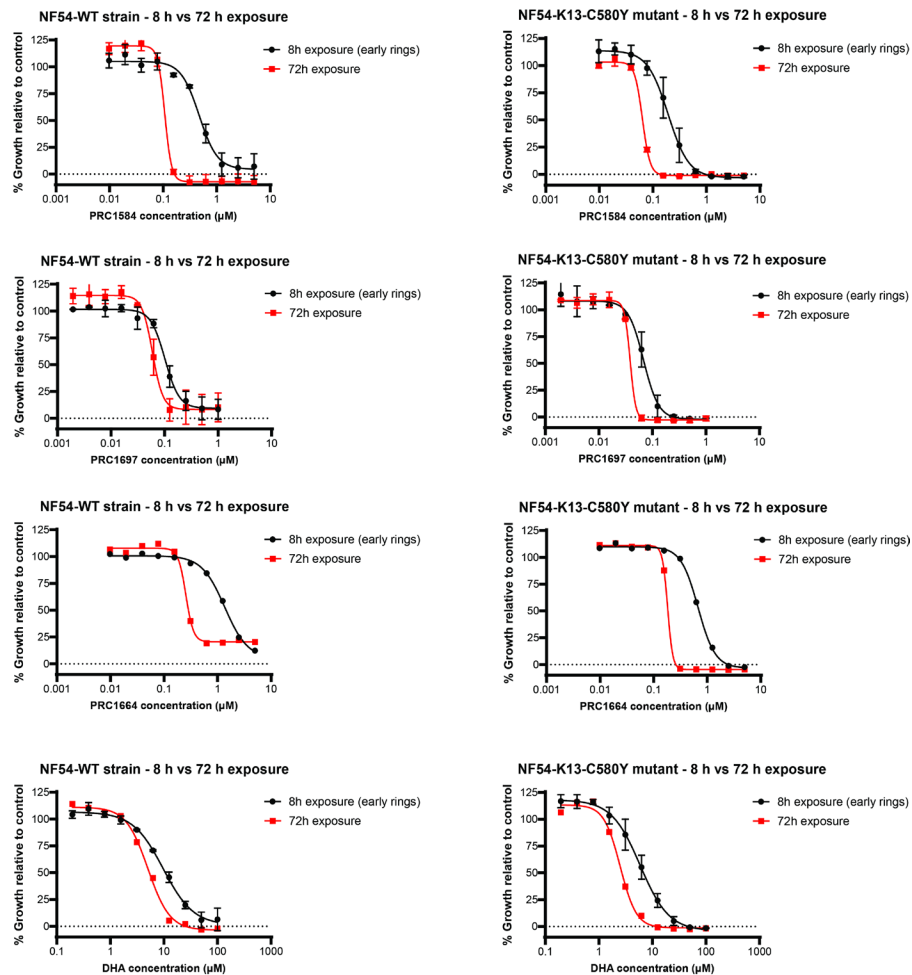 NF54-WT strain - 8 h vs 72 h exposure
% Growth relative to control
125
100
75
50
25
0
0.001
0.01
0.1
1
10
PRC1584 concentration (µM)
8h exposure (early rings)
72h exposure
NF54-K13-C580Y mutant - 8 h vs 72 h exposure
% Growth relative to control
125
100
75
50
25
0
0.001
0.01
0.1
1
10
PRC1584 concentration (µM)
8h exposure (early rings)
72h exposure
NF54-WT strain - 8 h vs 72 h exposure
% Growth relative to control
125
100
75
50
25
0
0.001
0.01
0.1
1
10
PRC1697 concentration (µM)
8h exposure (early rings)
72h exposure
NF54-K13-C580Y mutant - 8 h vs 72 h exposure
% Growth relative to control
125
100
75
50
25
0
0.001
0.01
0.1
1
10
PRC1697 concentration (µM)
8h exposure (early rings)
72h exposure
NF54-WT strain - 8 h vs 72 h exposure
% Growth relative to control
125
100
75
50
25
0
0.001
0.01
0.1
1
10
PRC1664 concentration (µM)
8h exposure (early rings)
72h exposure
NF54-K13-C580Y mutant - 8 h vs 72 h exposure
% Growth relative to control
125
100
75
50
25
0
0.001
0.01
0.1
1
10
PRC1664 concentration (µM)
8h exposure (early rings)
72h exposure
NF54-WT strain - 8 h vs 72 h exposure
% Growth relative to control
125
100
75
50
25
0
0.1
1
10
100
1000
DHA concentration (µM)
8h exposure (early rings)
72h exposure
NF54-K13-C580Y mutant - 8 h vs 72 h exposure
% Growth relative to control
125
100
75
50
25
0
0.1
1
10
100
1000
DHA concentration (µM)
8h exposure (early rings)
72h exposure